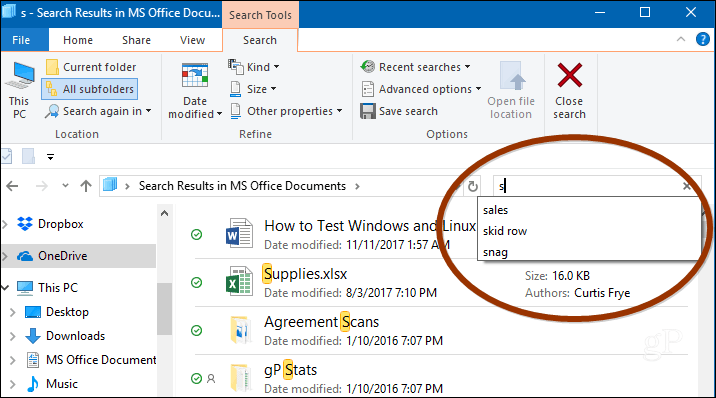 s - Search Results in MS Office Docu...
Search Tools
File
Home
Share
View
Search
This PC
Current folder
All subfolders
Search again in
Location
Date modified
Kind
Size
Other properties
Refine
Recent searches
Advanced options
Save search
Options
Open file location
Close search
Search Results in MS Office Documents
s
sales
skid row
snag
Dropbox
OneDrive
This PC
Desktop
Downloads
MS Office Document
Music
How to Test Windows and Linux
Date modified: 11/11/2017 1:57 AM
Supplies.xlsx
Date modified: 8/3/2017 7:10 PM
Size: 16.0 KB
Authors: Curtis Frye
Agreement Scans
Date modified: 1/10/2016 7:07 PM
gP Stats
Date modified: 1/10/2016 7:07 PM
gP